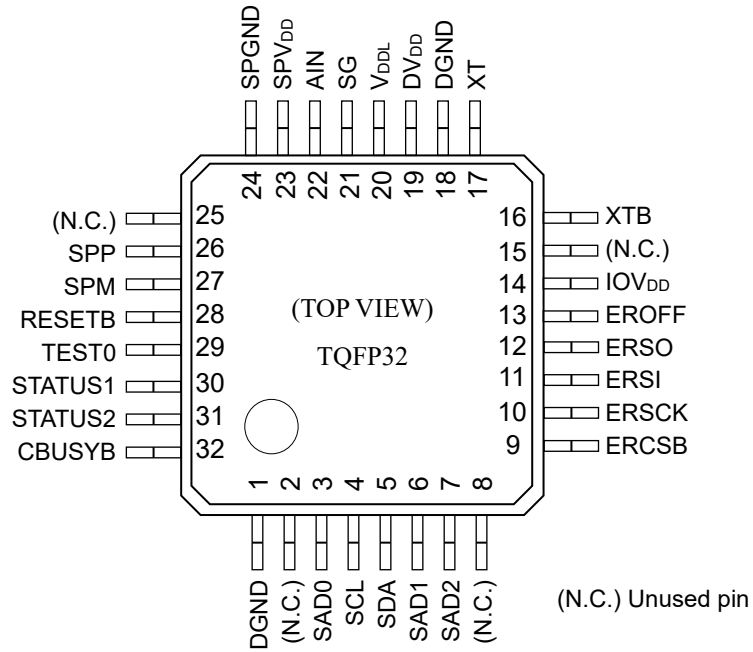 SPGND SPVDD AIN SG VDDL DVDD DGND XT
24 23 22 21 20 19 18 17
(N.C.) 25
SPP 26
SPM 27
RESETB 28
TEST0 29
STATUS1 30
STATUS2 31
CBUSYB 32
(TOP VIEW)
TQFP32
16 XTB
15 (N.C.)
14 IOVDD
13 EROFF
12 ERSO
11 ERSI
10 ERSCK
9 ERCSB
1 2 3 4 5 6 7 8
DGND (N.C.) SAD0 SCL SDA SAD1 SAD2 (N.C.)
(N.C.) Unused pin